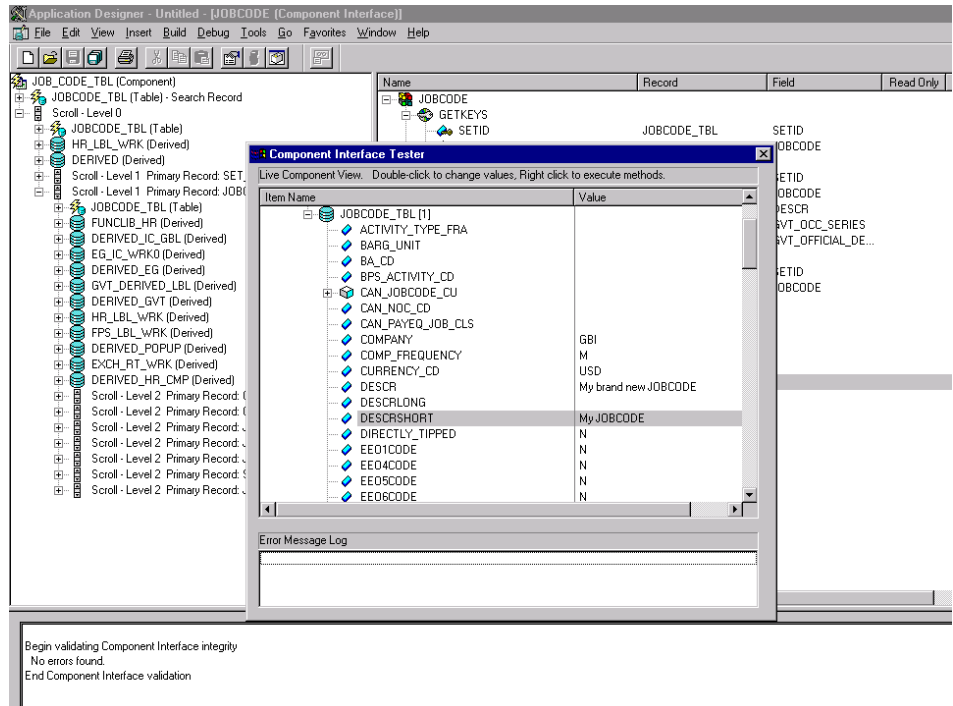 Application Designer - Untitled - [JOBCODE (Component Interface)]
File Edit View Insert Build Debug Tools Go Favorites Window Help
JOB_CODE_TBL (Component)
JOBCODE_TBL (Table) - Search Record
Scroll - Level 0
JOBCODE_TBL (Table)
HR_LBL_WRK (Derived)
DERIVED (Derived)
Scroll - Level 1 Primary Record: SET_
Scroll - Level 1 Primary Record: JOB
JOBCODE_TBL (Table)
FUNCLIB_HR (Derived)
DERIVED_IC_GBL (Derived)
EG_IC_WRK0 (Derived)
DERIVED_EG (Derived)
GVT_DERIVED_LBL (Derived)
DERIVED_GVT (Derived)
HR_LBL_WRK (Derived)
FPS_LBL_WRK (Derived)
DERIVED_POPUP (Derived)
EXCH_RT_WRK (Derived)
DERIVED_HR_CMP (Derived)
Scroll - Level 2 Primary Record:
Scroll - Level 2 Primary Record:
Scroll - Level 2 Primary Record:
Scroll - Level 2 Primary Record:
Scroll - Level 2 Primary Record:
Scroll - Level 2 Primary Record:
Scroll - Level 2 Primary Record:
Name Record Field Read Only
JOBCODE
GETKEYS
SETID JOBCODE_TBL SETID
JOBCODE
SETID
JOBCODE
DESCR
GVT_OCC_SERIES
GVT_OFFICIAL_DE...
SETID
JOBCODE
Component Interface Tester
Live Component View. Double-click to change values, Right click to execute methods.
Item Name Value
JOBCODE_TBL [1]
ACTIVITY_TYPE_FRA
BARG_UNIT
BA_CD
BPS_ACTIVITY_CD
CAN_JOBCODE_CU
CAN_NOC_CD
CAN_PAYEQ_JOB_CLS
COMPANY GBI
COMP_FREQUENCY M
CURRENCY_CD USD
DESCR My brand new JOBCODE
DESCRLONG
DESCRSHORT My JOBCODE
DIRECTLY_TIPPED N
EEO1CODE N
EEO4CODE N
EEO5CODE N
EEO6CODE N
Error Message Log
Begin validating Component Interface integrity
No errors found.
End Component Interface validation